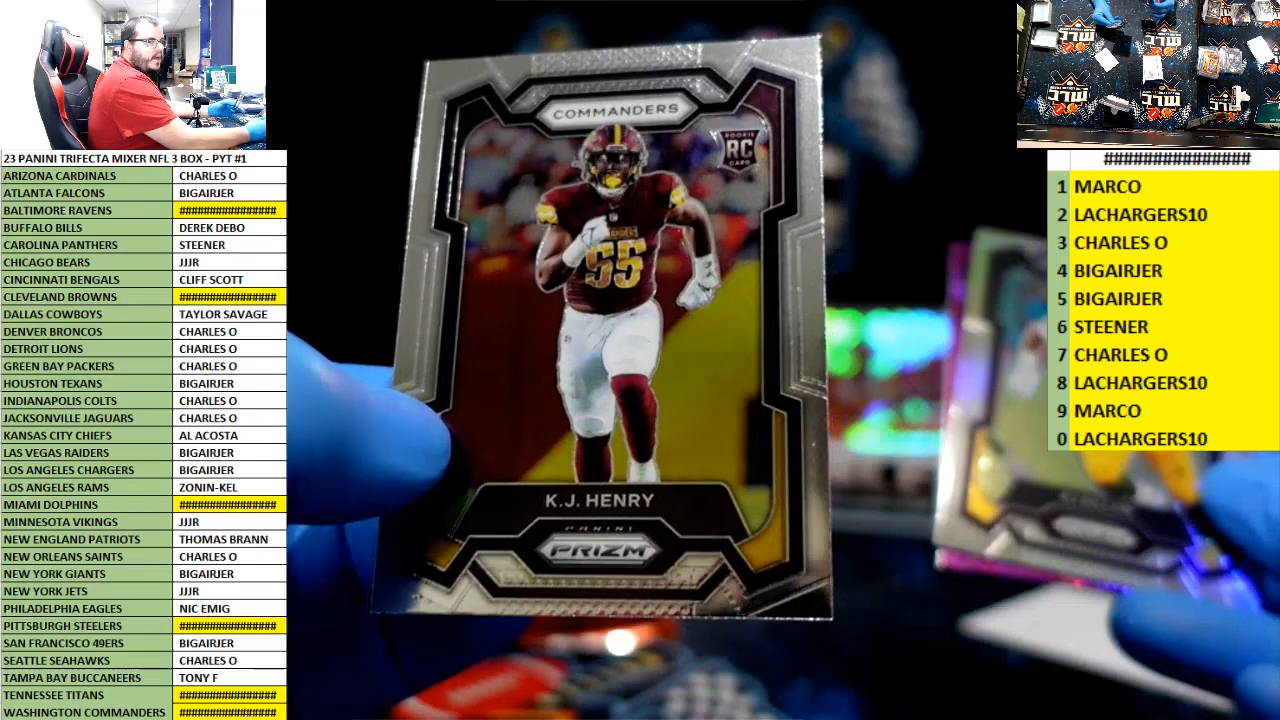 23 PANINI TRIFECTA MIXER NFL 3 BOX - PYT #1
ARIZONA CARDINALS CHARLES O
ATLANTA FALCONS BIGAIRJER
BALTIMORE RAVENS ################
BUFFALO BILLS DEREK DEBO
CAROLINA PANTHERS STEENER
CHICAGO BEARS JJJR
CINCINNATI BENGALS CLIFF SCOTT
CLEVELAND BROWNS ################
DALLAS COWBOYS TAYLOR SAVAGE
DENVER BRONCOS CHARLES O
DETROIT LIONS CHARLES O
GREEN BAY PACKERS CHARLES O
HOUSTON TEXANS BIGAIRJER
INDIANAPOLIS COLTS CHARLES O
JACKSONVILLE JAGUARS CHARLES O
KANSAS CITY CHIEFS AL ACOSTA
LAS VEGAS RAIDERS BIGAIRJER
LOS ANGELES CHARGERS BIGAIRJER
LOS ANGELES RAMS ZONIN-KEL
MIAMI DOLPHINS ################
MINNESOTA VIKINGS JJJR
NEW ENGLAND PATRIOTS THOMAS BRANN
NEW ORLEANS SAINTS CHARLES O
NEW YORK GIANTS BIGAIRJER
NEW YORK JETS JJJR
PHILADELPHIA EAGLES NIC EMIG
PITTSBURGH STEELERS ################
SAN FRANCISCO 49ERS BIGAIRJER
SEATTLE SEAHAWKS CHARLES O
TAMPA BAY BUCCANEERS TONY F
TENNESSEE TITANS ################
WASHINGTON COMMANDERS ################
COMMANDERS
ROOKIE
RC
CARD
COMMANDERS
55
K.J. HENRY
PANINI
PRIZM
################
1 MARCO
2 LACHARGERS10
3 CHARLES O
4 BIGAIRJER
5 BIGAIRJER
6 STEENER
7 CHARLES O
8 LACHARGERS10
9 MARCO
0 LACHARGERS10